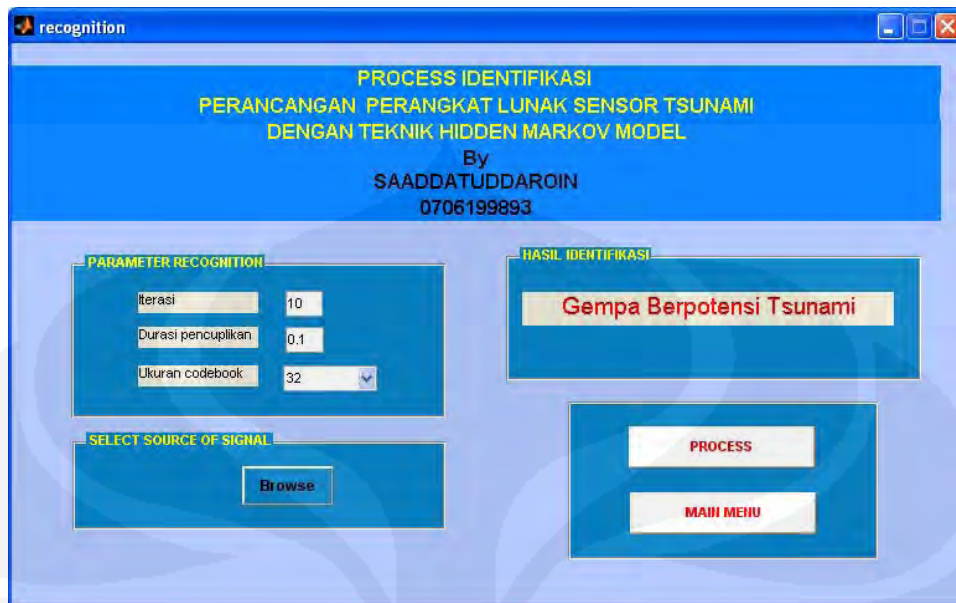 recognition
PROCESS IDENTIFIKASI
PERANCANGAN PERANGKAT LUNAK SENSOR TSUNAMI
DENGAN TEKNIK HIDDEN MARKOV MODEL
By
SAADDATUDDAROIN
0706199893
PARAMETER RECOGNITION
Iterasi
10
Durasi pencuplikan
0.1
Ukuran codebook
32
SELECT SOURCE OF SIGNAL
Browse
HASIL IDENTIFIKASI
Gempa Berpotensi Tsunami
PROCESS
MAIN MENU